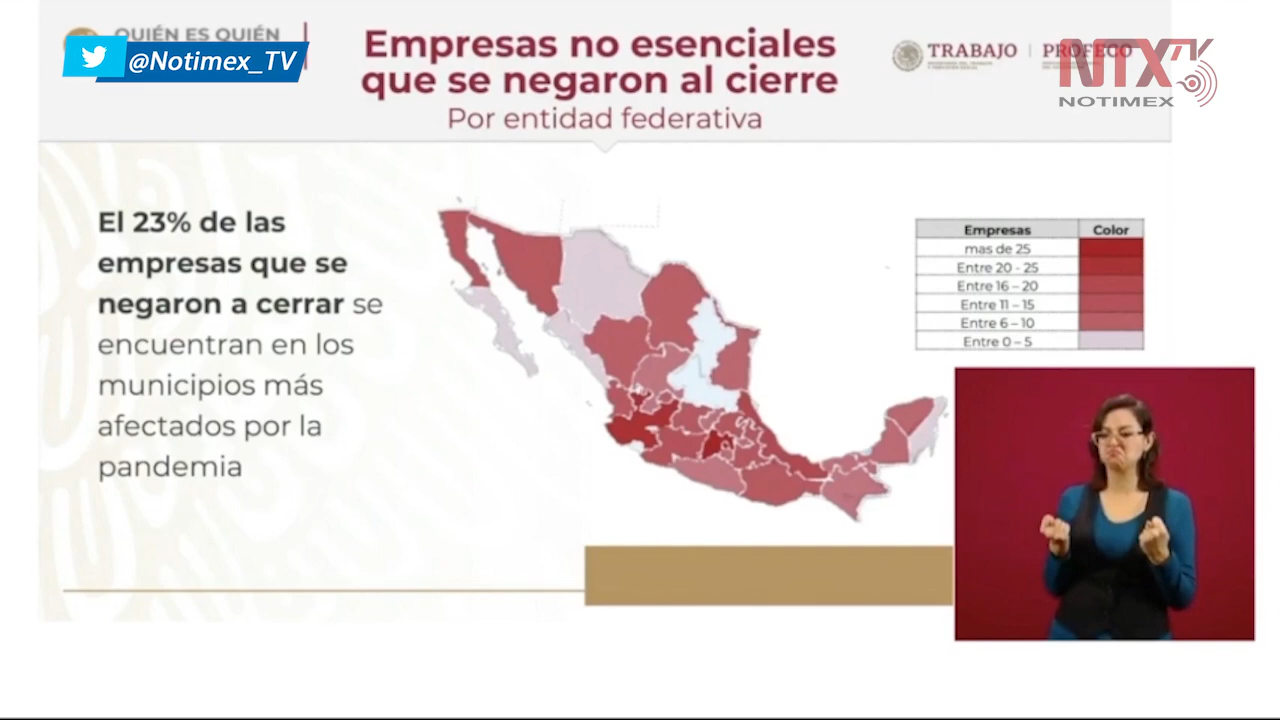 QUIÉN ES QUIÉN
@Notimex_TV
Empresas no esenciales
que se negaron al cierre
Por entidad federativa
TRABAJO
PROFECO
NTX TV
NOTIMEX
El 23% de las
empresas que se
negaron a cerrar se
encuentran en los
municipios más
afectados por la
pandemia
Empresas Color
mas de 25
Entre 20 - 25
Entre 16 – 20
Entre 11 – 15
Entre 6 – 10
Entre 0 – 5